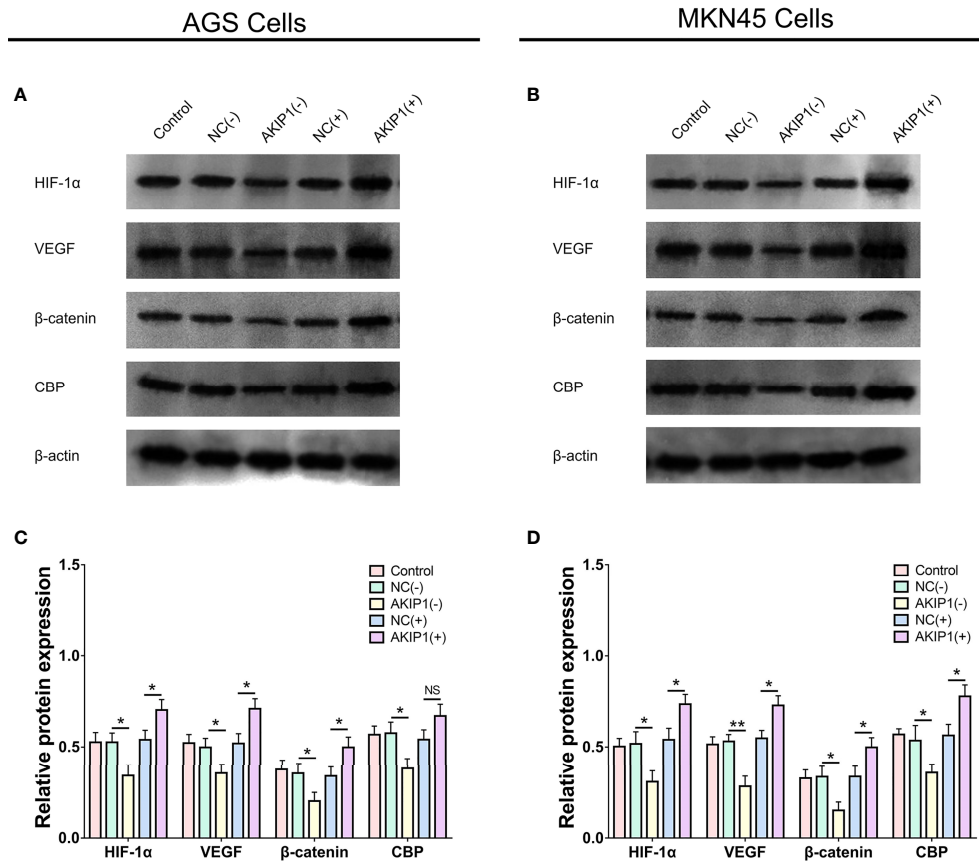 AGS Cells
MKN45 Cells
A
Control
NC(-)
AKIP1(-)
NC(+)
AKIP1(+)
HIF-1α
VEGF
β-catenin
CBP
β-actin
B
Control
NC(-)
AKIP1(-)
NC(+)
AKIP1(+)
HIF-1α
VEGF
β-catenin
CBP
β-actin
C
Relative protein expression
1.5
1.0
0.5
0.0
Control
NC(-)
AKIP1(-)
NC(+)
AKIP1(+)
* * * * * * * NS
HIF-1α VEGF β-catenin CBP
D
Relative protein expression
1.5
1.0
0.5
0.0
Control
NC(-)
AKIP1(-)
NC(+)
AKIP1(+)
* * ** * * * * *
HIF-1α VEGF β-catenin CBP